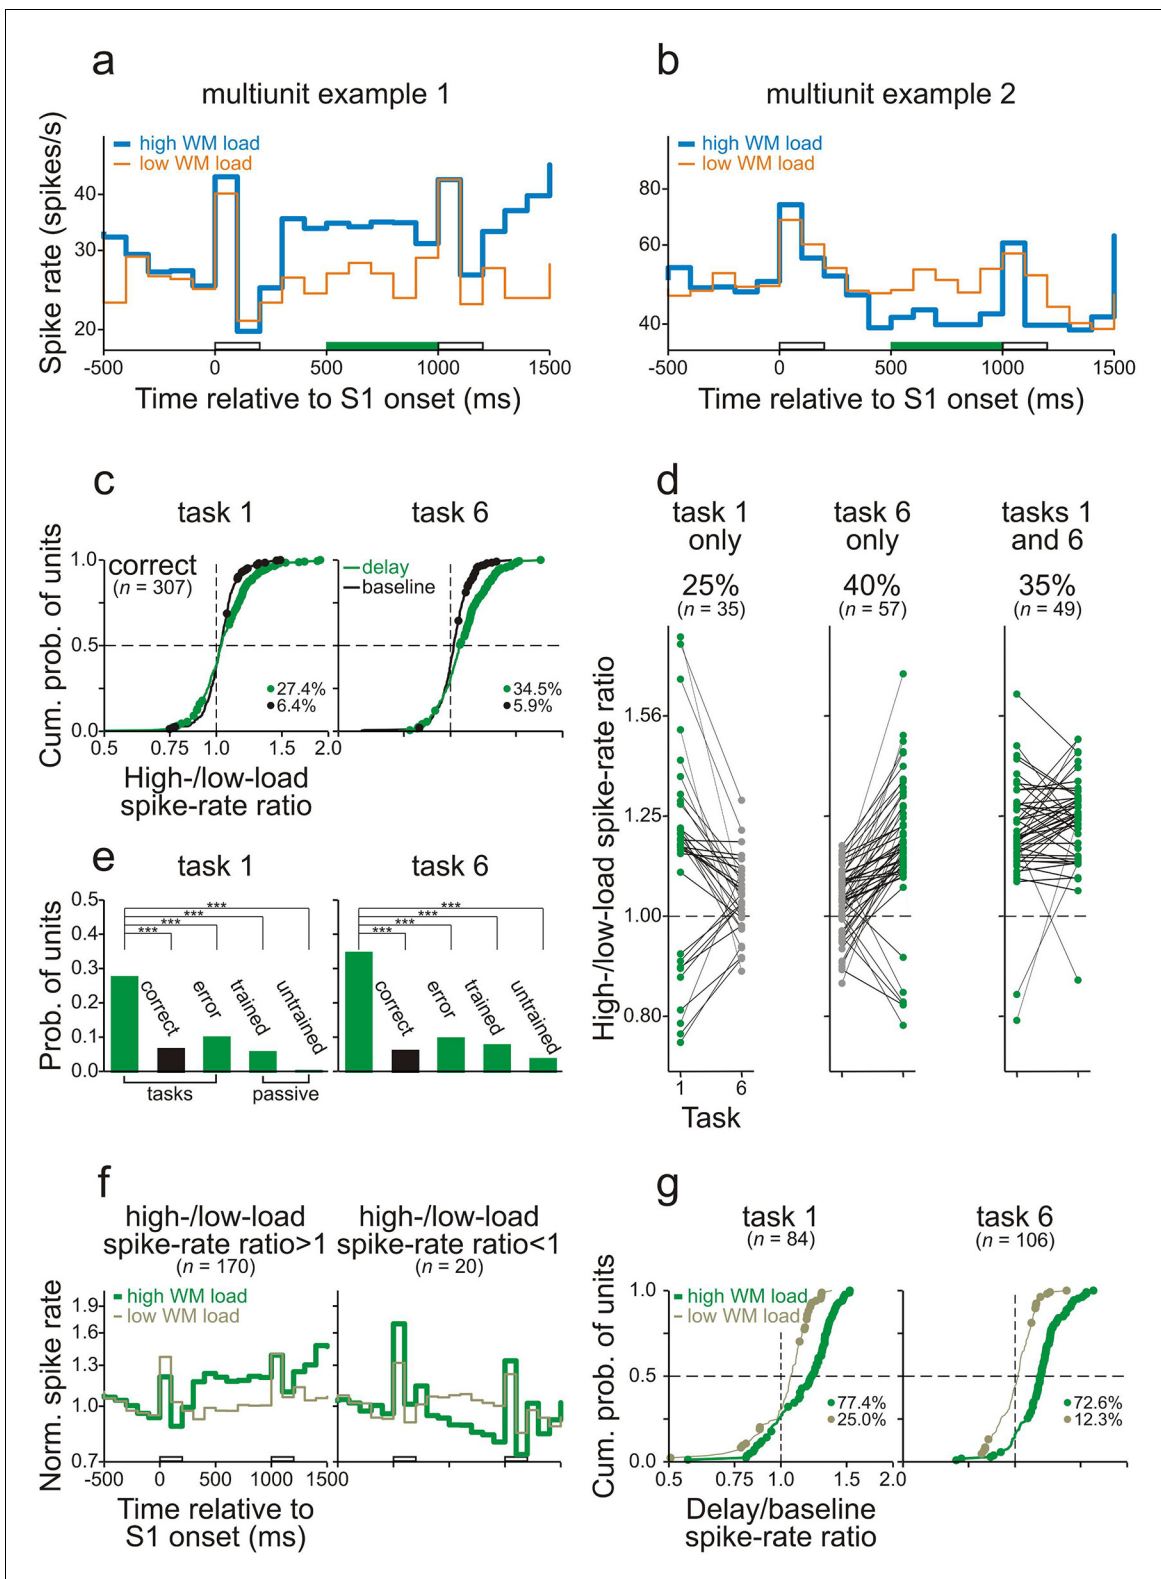 a
multiunit example 1
high WM load
low WM load
Spike rate (spikes/s)
40
30
20
-500 0 500 1000 1500
Time relative to S1 onset (ms)
b
multiunit example 2
high WM load
low WM load
80
60
40
-500 0 500 1000 1500
Time relative to S1 onset (ms)
c
task 1
task 6
Cum. prob. of units
1.0
0.5
0.0
correct
(n = 307)
27.4%
6.4%
delay
baseline
34.5%
5.9%
0.5 0.75 1.0 1.5 2.0
High-/low-load
spike-rate ratio
d
task 1
only
25%
(n = 35)
task 6
only
40%
(n = 57)
tasks 1
and 6
35%
(n = 49)
High-/low-load spike-rate ratio
1.56
1.25
1.00
0.80
1 6
Task
e
task 1
task 6
Prob. of units
0.5
0.4
0.3
0.2
0.1
0.0
***
***
***
***
correct
error
trained
untrained
tasks
passive
***
***
***
***
correct
error
trained
untrained
f
high-/low-load
spike-rate ratio>1
(n = 170)
high-/low-load
spike-rate ratio<1
(n = 20)
high WM load
low WM load
Norm. spike rate
1.9
1.6
1.3
1.0
0.7
-500 0 500 1000 1500
Time relative to
S1 onset (ms)
g
task 1
(n = 84)
task 6
(n = 106)
Cum. prob. of units
1.0
0.5
0.0
high WM load
low WM load
77.4%
25.0%
72.6%
12.3%
0.5 0.75 1.0 1.5 2.0
Delay/baseline
spike-rate ratio